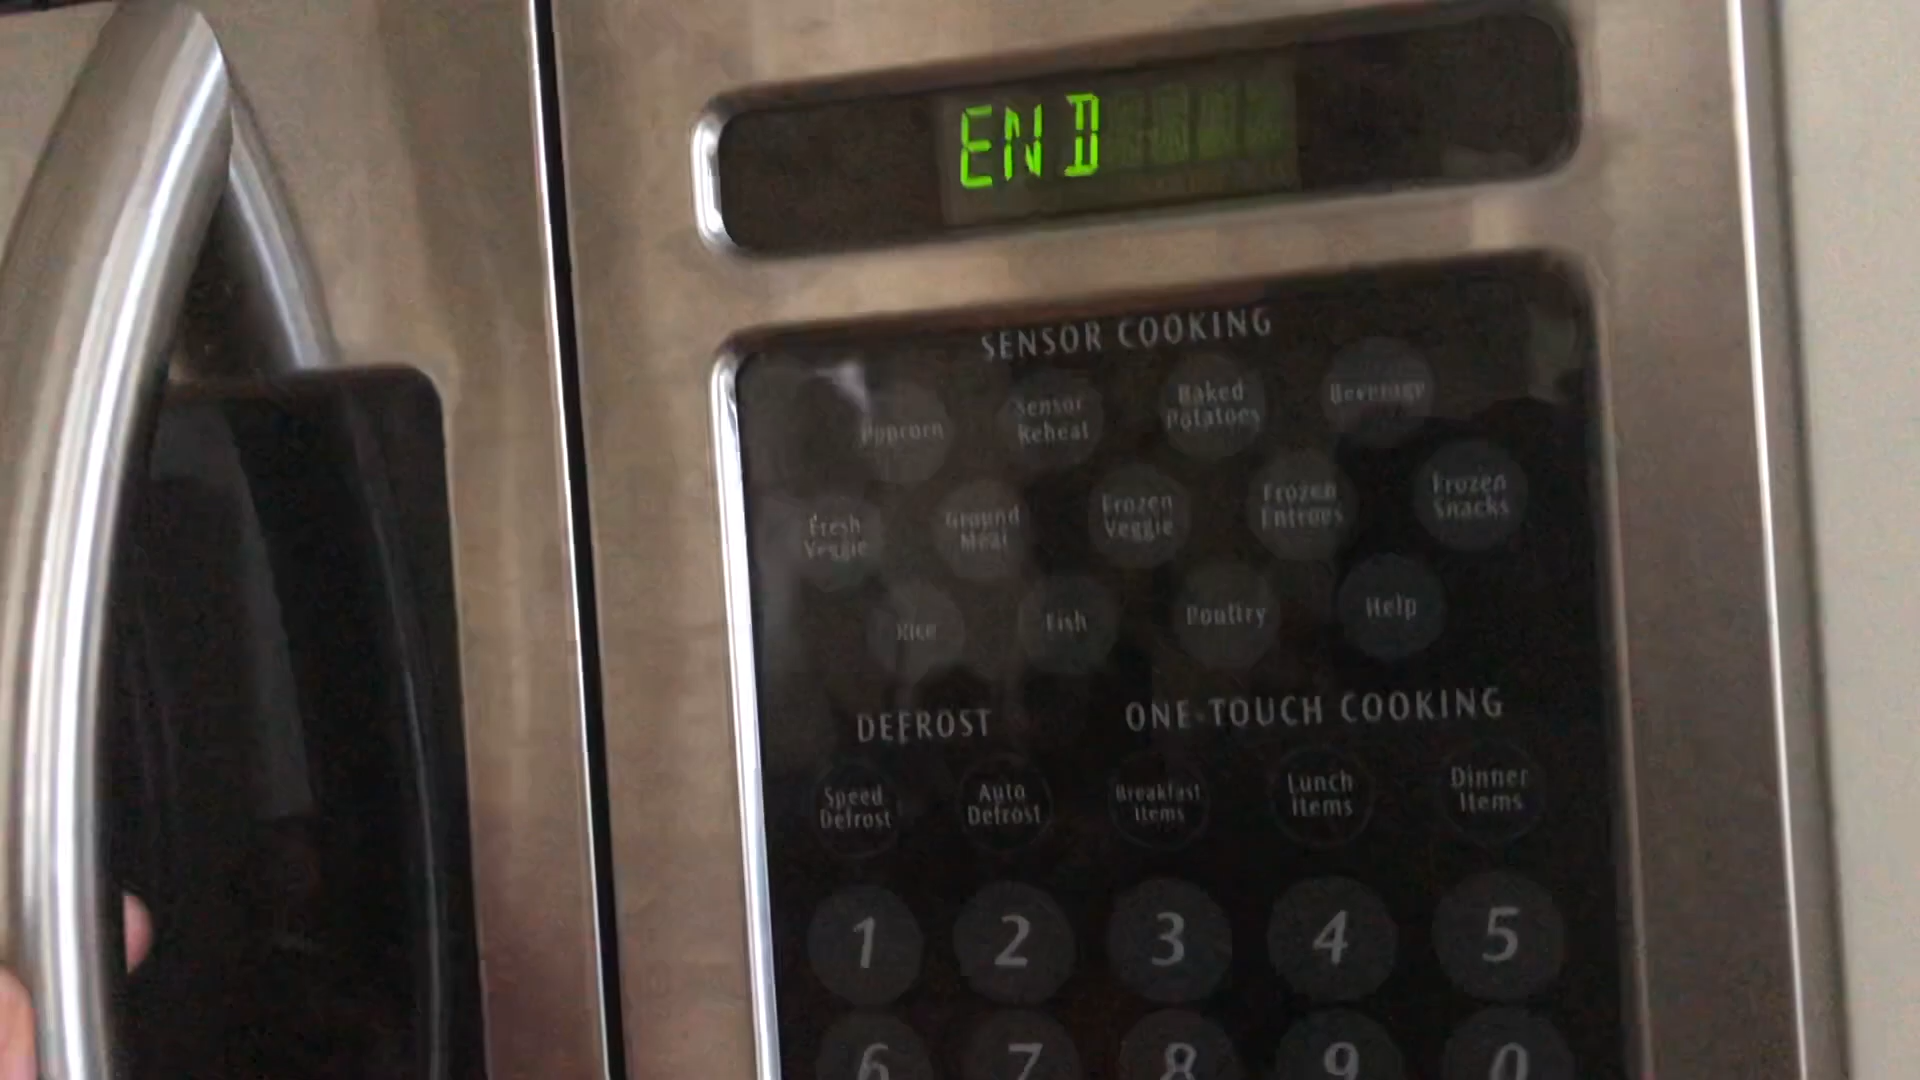 END
SENSOR COOKING
Popcorn
Sensor
Reheat
Baked
Potatoes
Beverage
Fresh
Veggie
Ground
Meat
Frozen
Veggie
Frozen
Entrees
Frozen
Snacks
Rice
Fish
Poultry
Help
DEFROST
ONE-TOUCH COOKING
Speed
Defrost
Auto
Defrost
Breakfast
Items
Lunch
Items
Dinner
Items
1 2 3 4 5
6 7 8 9 0